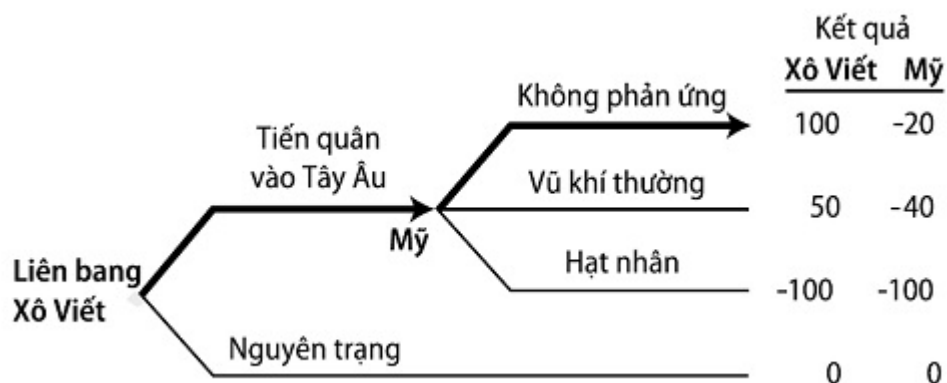 Kết quả
Xô Viết Mỹ
Không phản ứng
100 -20
Tiến quân
vào Tây Âu
Vũ khí thường
50 -40
Mỹ
Hạt nhân
-100 -100
Liên bang
Xô Viết
Nguyên trạng
0 0